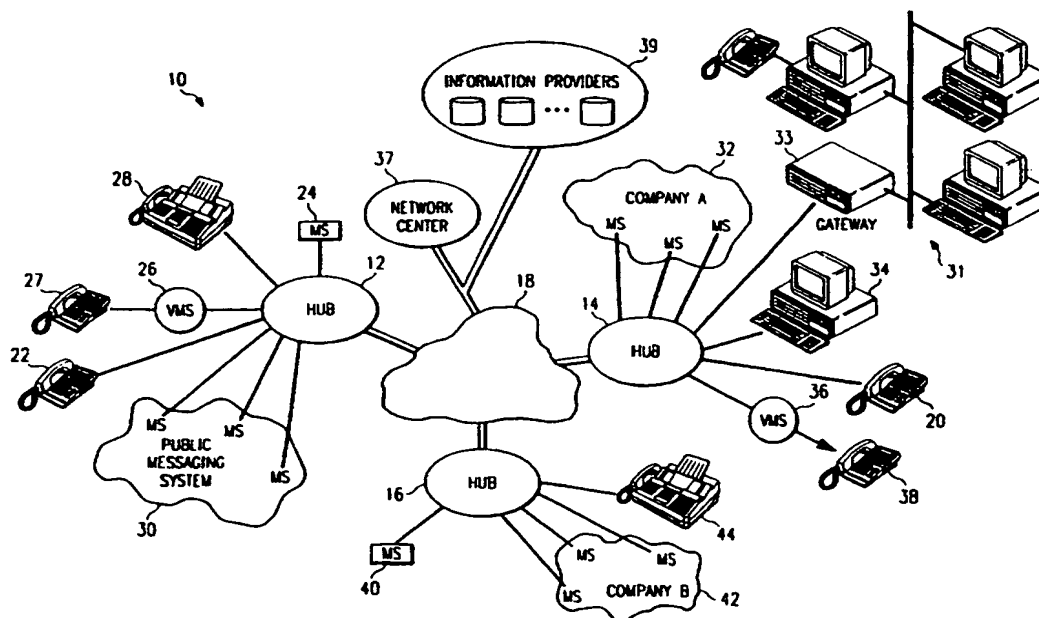 39
INFORMATION PROVIDERS
10
33
GATEWAY
31
32
COMPANY A
MS
MS
MS
37
NETWORK
CENTER
28
24
MS
12
HUB
26
VMS
27
22
18
14
HUB
34
36
VMS
20
38
MS
MS
MS
PUBLIC
MESSAGING
SYSTEM
30
16
HUB
44
MS
40
MS
MS
MS
COMPANY B
42